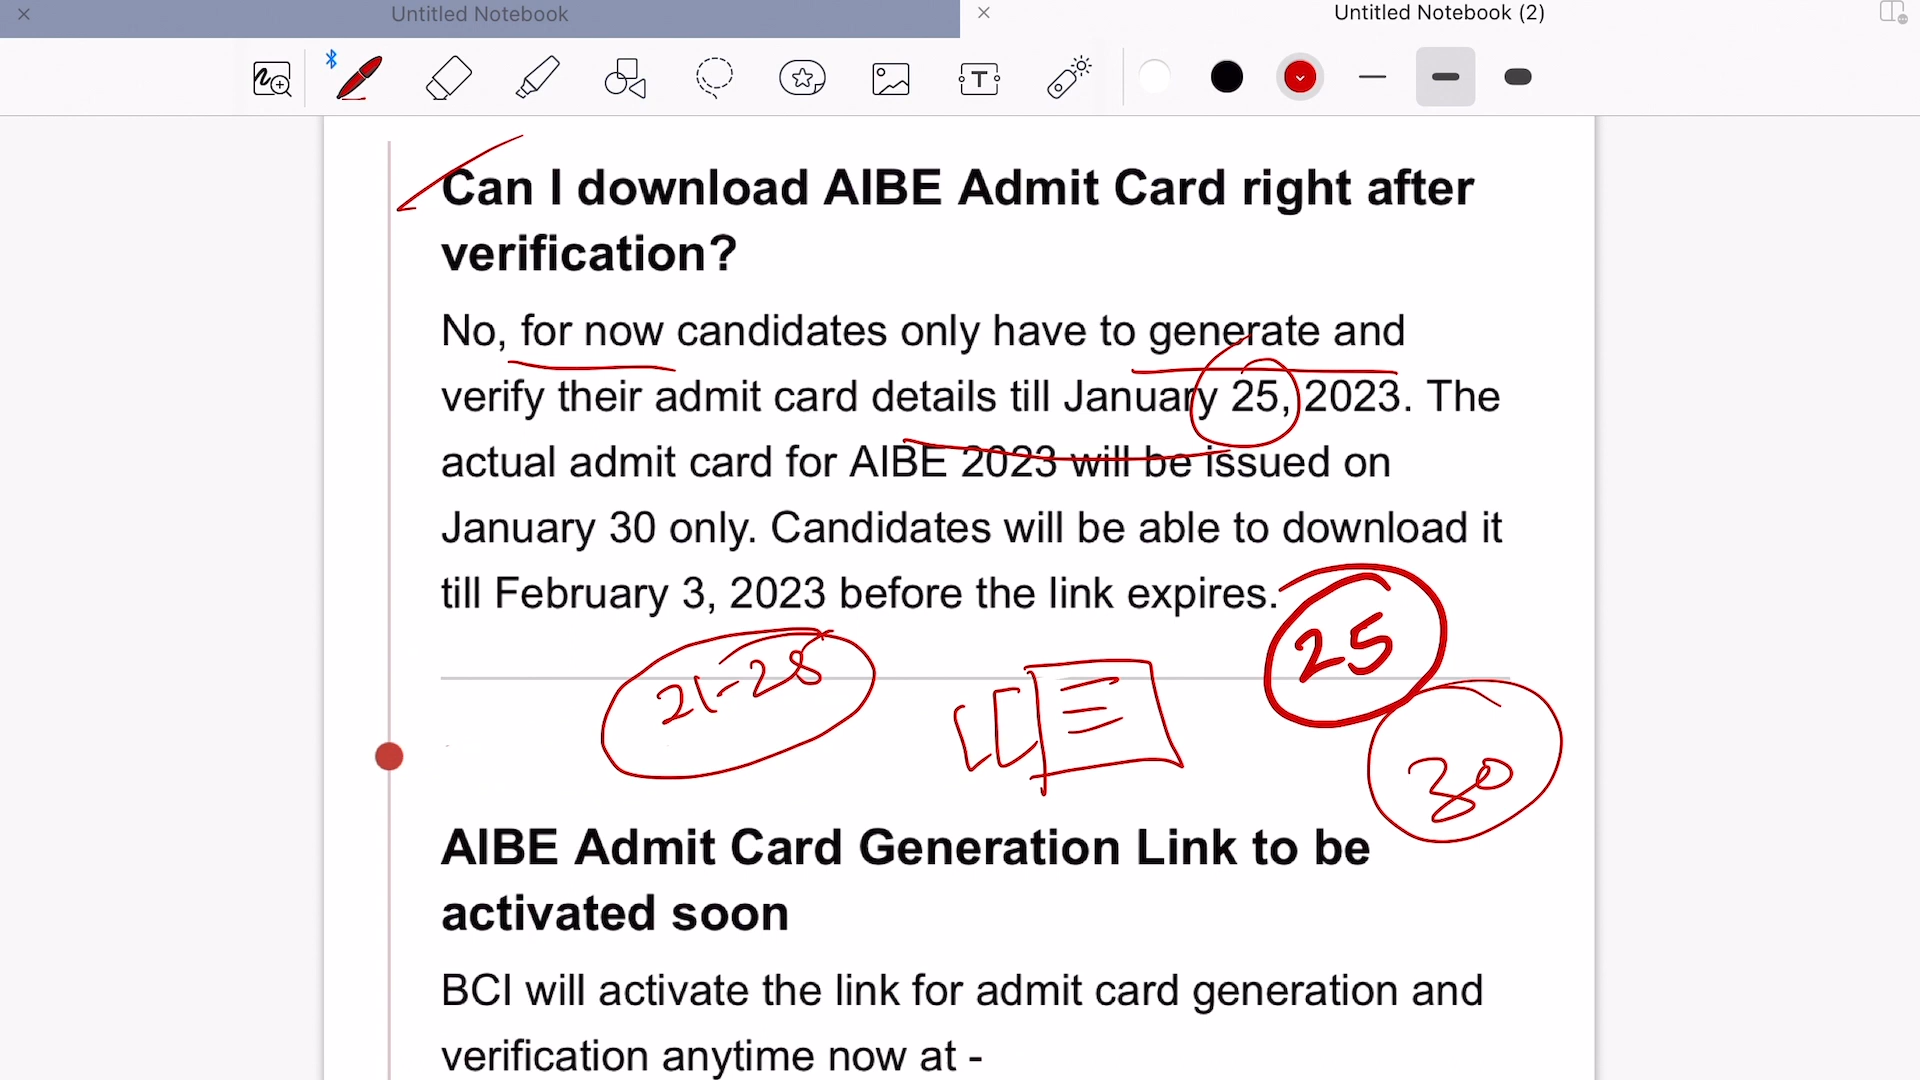 Untitled Notebook
Untitled Notebook (2)
Can I download AIBE Admit Card right after
verification?
No, for now candidates only have to generate and
verify their admit card details till January 25, 2023. The
actual admit card for AIBE 2023 will be issued on
January 30 only. Candidates will be able to download it
till February 3, 2023 before the link expires.
21-28
25
30
AIBE Admit Card Generation Link to be
activated soon
BCI will activate the link for admit card generation and
verification anytime now at -